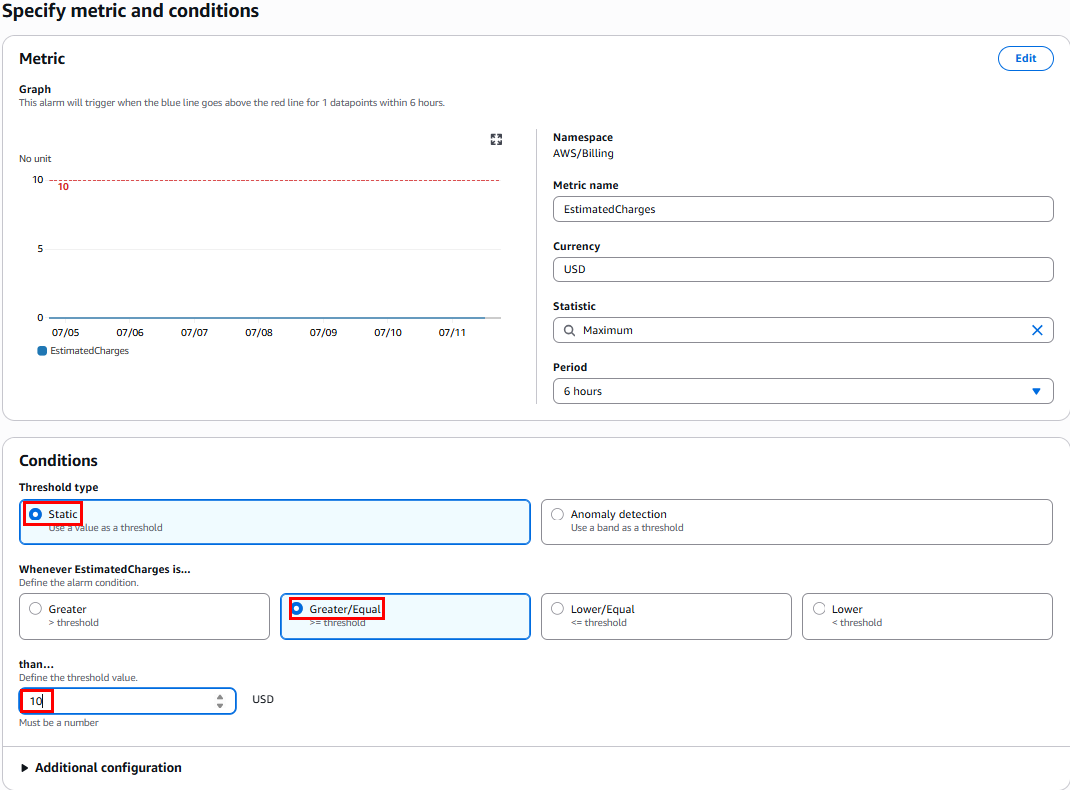 Specify metric and conditions
Metric
Edit
Graph
This alarm will trigger when the blue line goes above the red line for 1 datapoints within 6 hours.
No unit
10
10
5
0
07/05 07/06 07/07 07/08 07/09 07/10 07/11
EstimatedCharges
Namespace
AWS/Billing
Metric name
EstimatedCharges
Currency
USD
Statistic
Maximum
Period
6 hours
Conditions
Threshold type
Static
Use a value as a threshold
Anomaly detection
Use a band as a threshold
Whenever EstimatedCharges is...
Define the alarm condition.
Greater
> threshold
Greater/Equal
>= threshold
Lower/Equal
<= threshold
Lower
< threshold
than...
Define the threshold value.
10 USD
Must be a number
Additional configuration